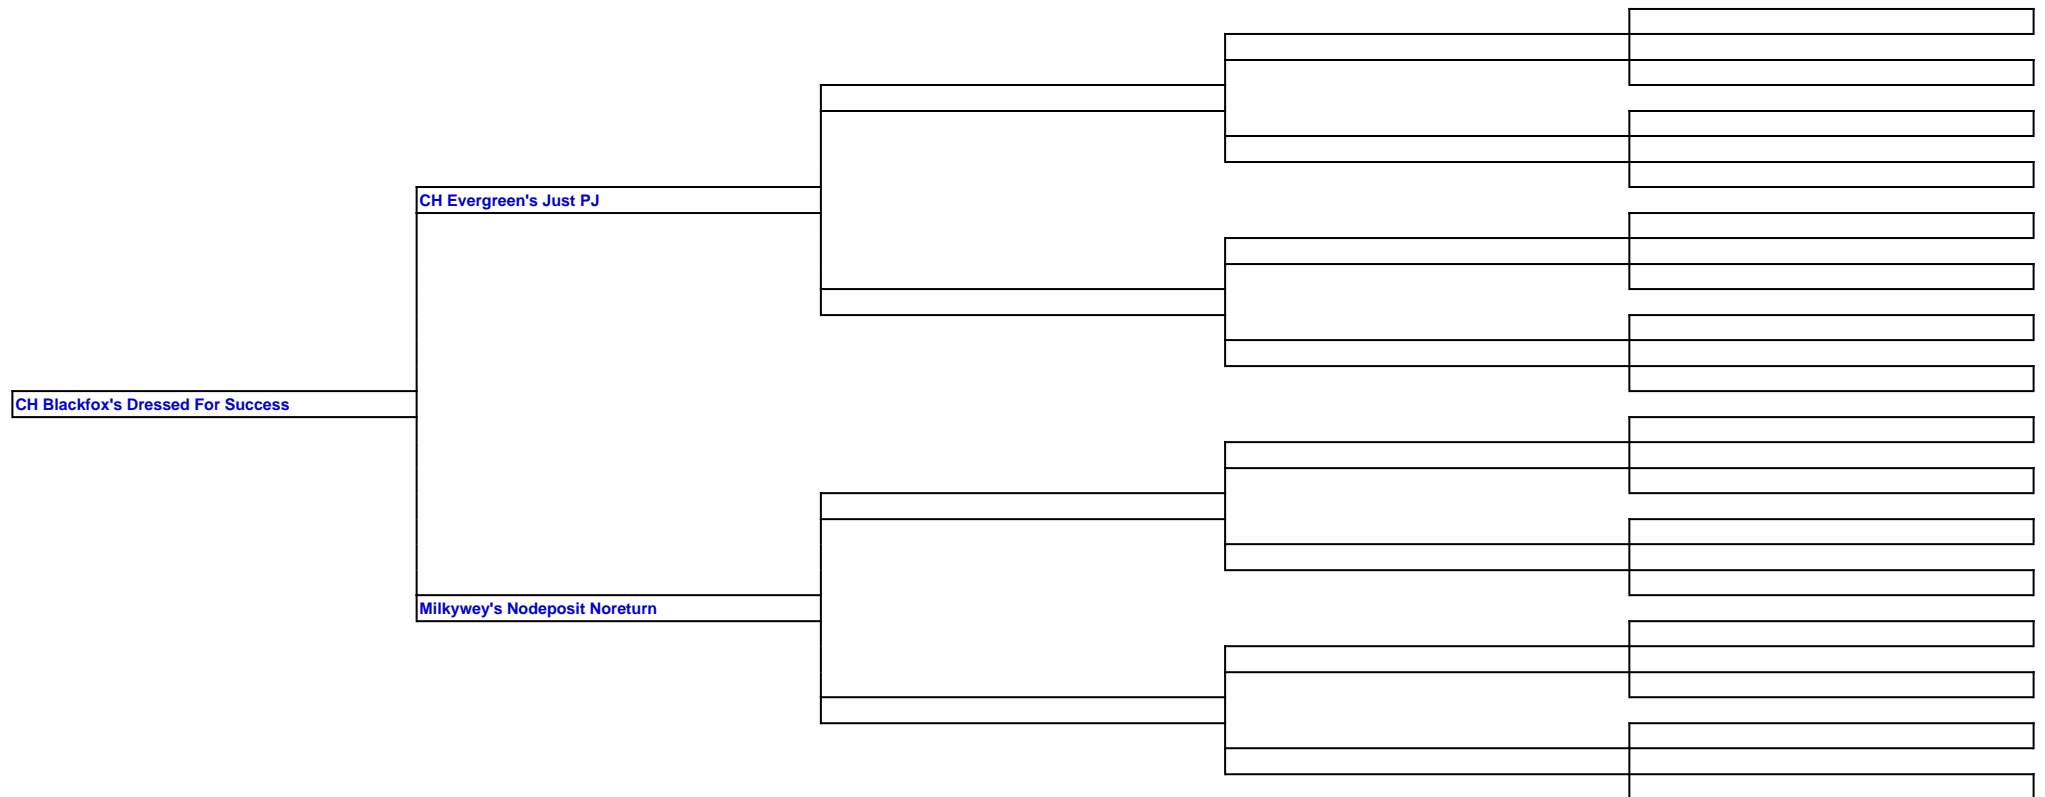 CH Evergreen's Just PJ
CH Blackfox's Dressed For Success
Milkywey's Nodeposit Noreturn